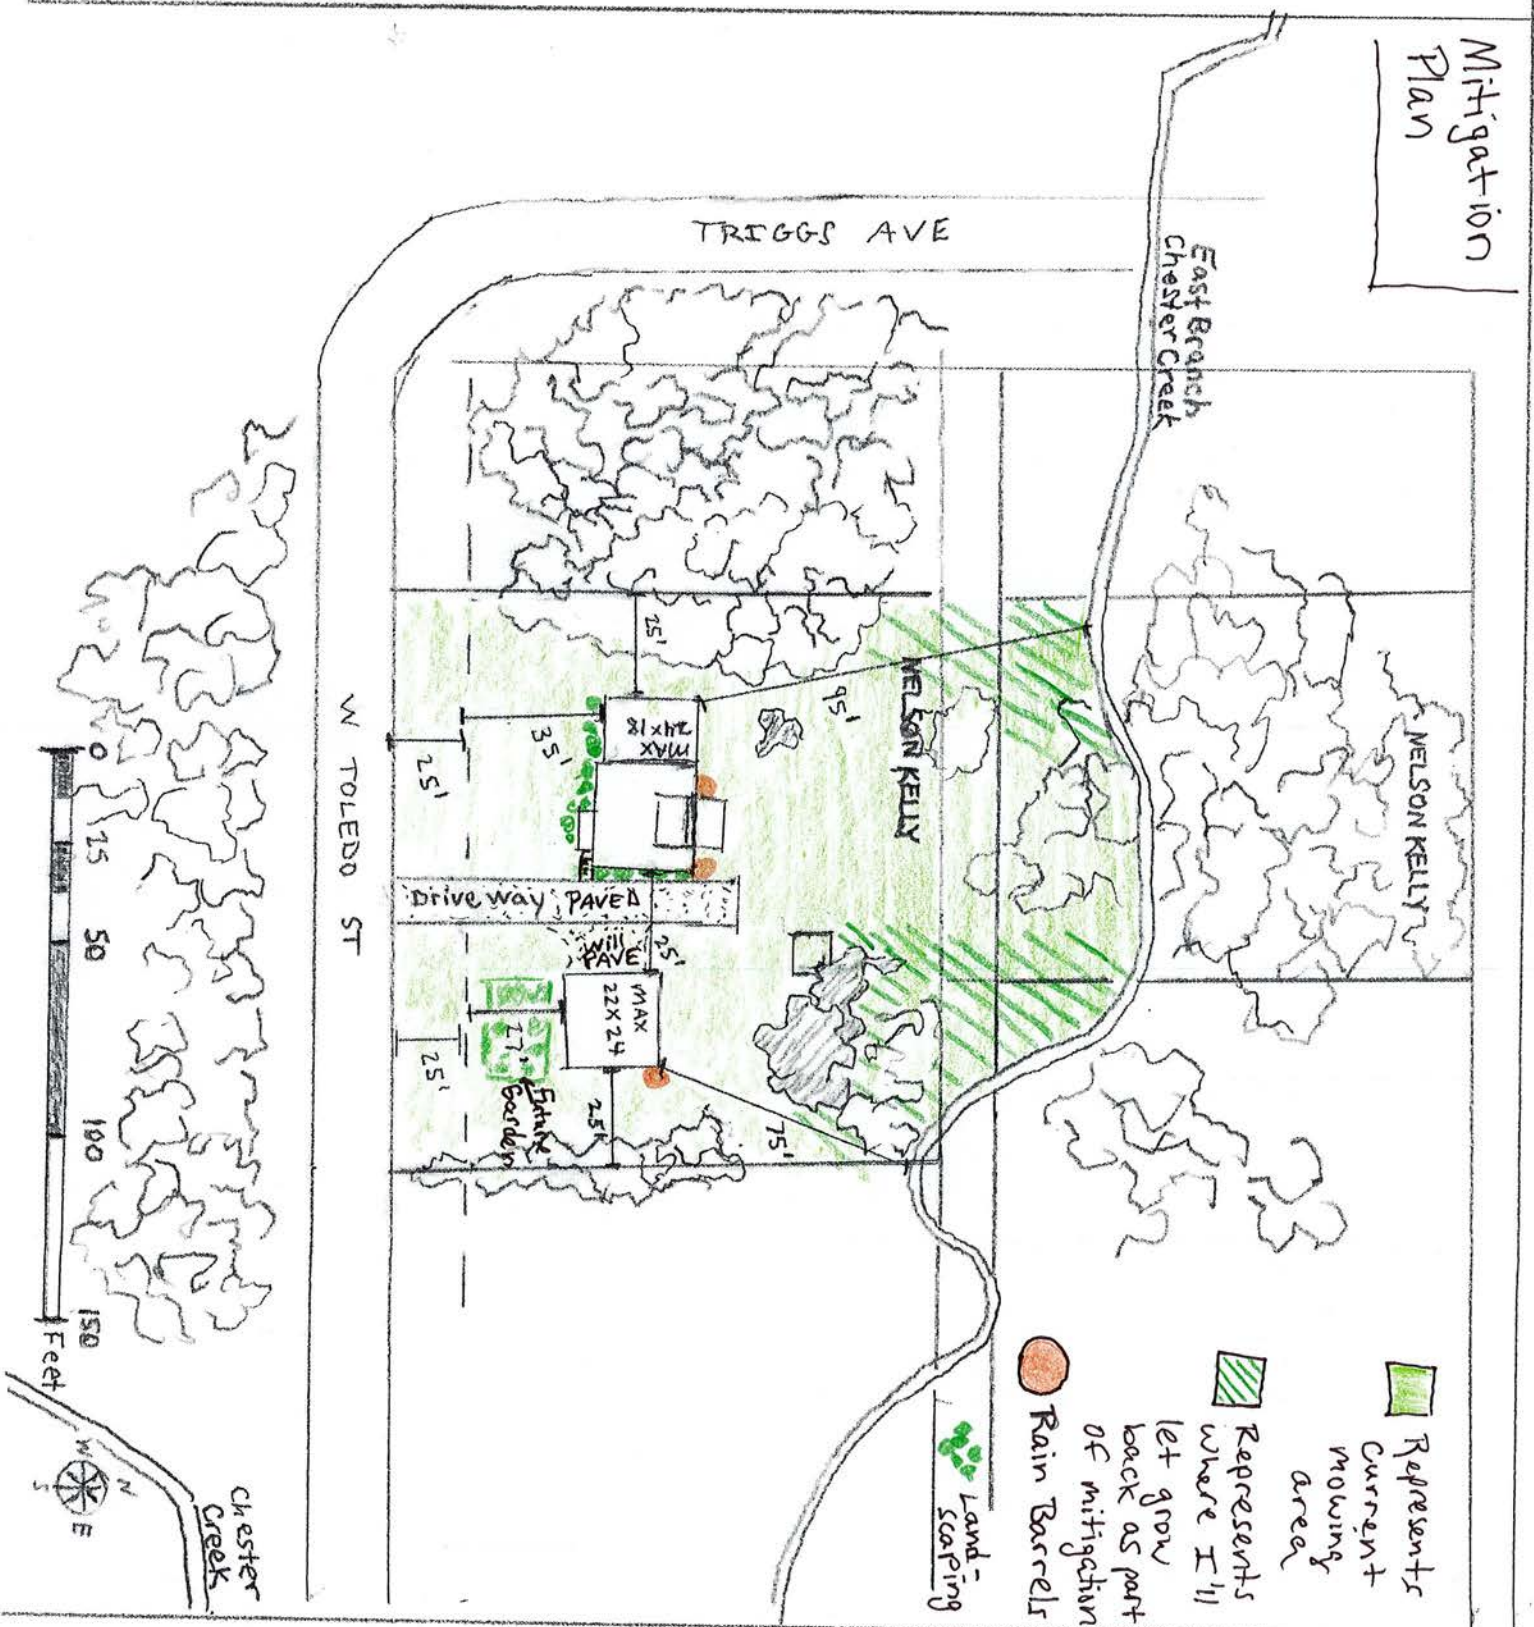 Mitigation
Plan
TRIGGS AVE
East Branch
Chester Creek
NELSON KELLY
NELSON KELLY
25'
95'
35'
25'
MAX
24x18
W TOLEDO ST
Drive way PAVED
Will
PAVE
25'
MAX
22X24
27'
25'
Future
Garden
25'
75'
0
25
50
100
150
Feet
Represents
Current
mowing
area
Represents
where I'll
let grow
back as part
of mitigation
Rain Barrels
Land-
scaping
Chester
Creek
N
W
E
S